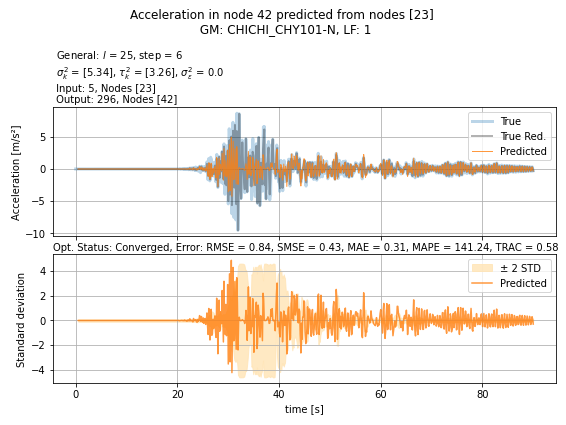 Acceleration in node 42 predicted from nodes [23]
GM: CHICHI_CHY101-N, LF: 1
General: l = 25, step = 6
σ²ₖ = [5.34], τ²ₖ = [3.26], σ²_ε = 0.0
Input: 5, Nodes [23]
Output: 296, Nodes [42]
Acceleration [m/s²]
5
0
−5
−10
True
True Red.
Predicted
Opt. Status: Converged, Error: RMSE = 0.84, SMSE = 0.43, MAE = 0.31, MAPE = 141.24, TRAC = 0.58
Standard deviation
4
2
0
−2
−4
± 2 STD
Predicted
0 20 40 60 80
time [s]